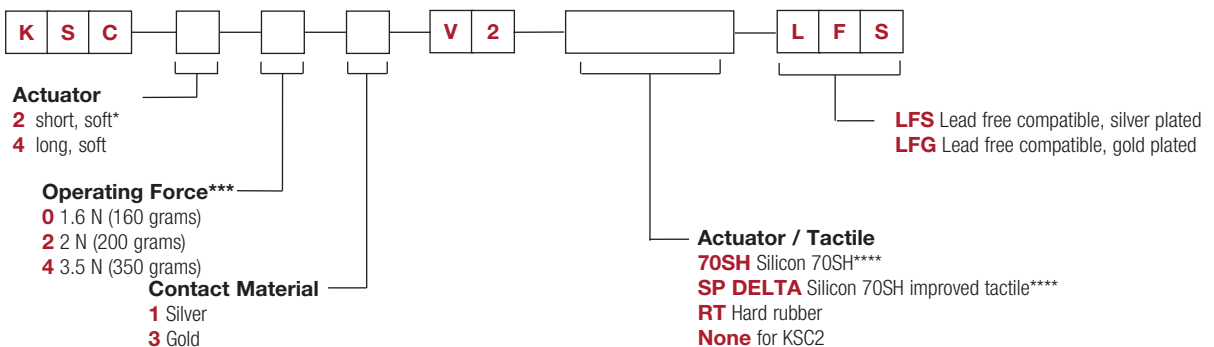 K S C V 2 L F S
Actuator
2 short, soft*
4 long, soft
LFS Lead free compatible, silver plated
LFG Lead free compatible, gold plated
Operating Force***
0 1.6 N (160 grams)
2 2 N (200 grams)
4 3.5 N (350 grams)
Contact Material
1 Silver
3 Gold
Actuator / Tactile
70SH Silicon 70SH****
SP DELTA Silicon 70SH improved tactile****
RT Hard rubber
None for KSC2